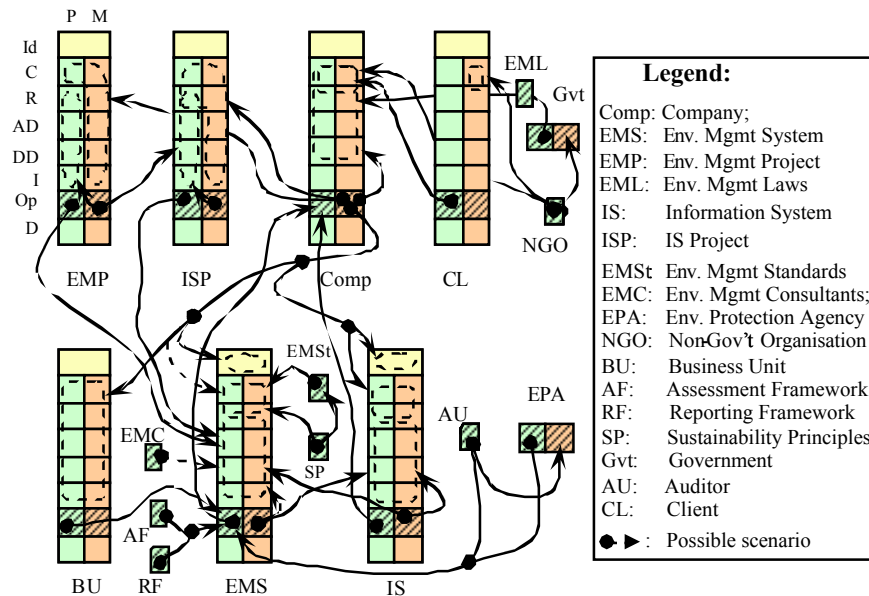 P M
Id
C
R
AD
DD
I
Op
D
EMP
ISP
Comp
CL
EML
Gvt
NGO
EMSt
EMC
SP
AU
EPA
AF
RF
BU
EMS
IS
Legend:
Comp: Company;
EMS: Env. Mgmt System
EMP: Env. Mgmt Project
EML: Env. Mgmt Laws
IS: Information System
ISP: IS Project
EMSt: Env. Mgmt Standards
EMC: Env. Mgmt Consultants;
EPA: Env. Protection Agency
NGO: Non-Gov't Organisation
BU: Business Unit
AF: Assessment Framework
RF: Reporting Framework
SP: Sustainability Principles
Gvt: Government
AU: Auditor
CL: Client
: Possible scenario